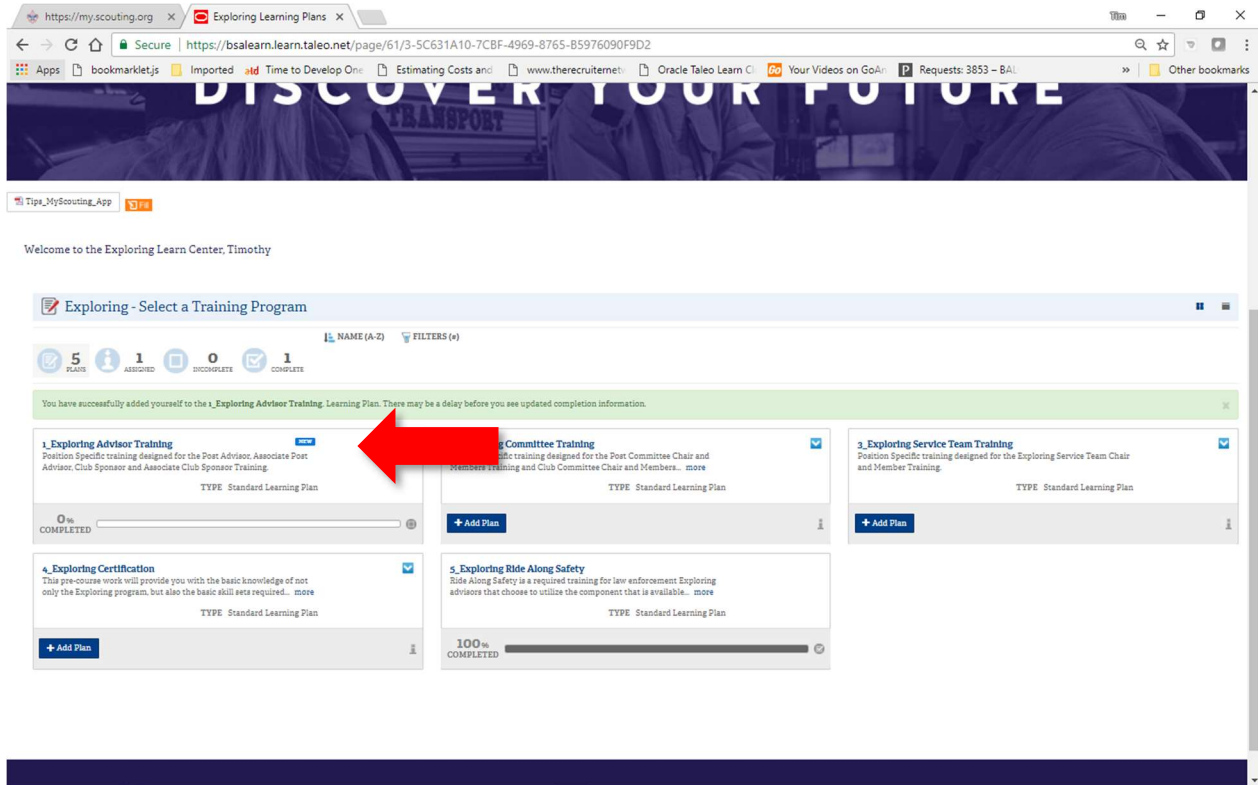 https://my.scouting.org
Exploring Learning Plans
Tim
Secure | https://bsalearn.learn.taleo.net/page/61/3-5C631A10-7CBF-4969-8765-B5976090F9D2
Apps bookmarklet.js Imported ald Time to Develop One Estimating Costs and www.therecruiternetw Oracle Taleo Learn Cl Go Your Videos on GoAn P Requests: 3853 – BAL » Other bookmarks
DISCOVER YOUR FUTURE
TRANSPORT
Tips_MyScouting_App
Fill
Welcome to the Exploring Learn Center, Timothy
Exploring - Select a Training Program
NAME (A-Z) FILTERS (0)
5 PLANS 1 ASSIGNED 0 INCOMPLETE 1 COMPLETE
You have successfully added yourself to the 1_Exploring Advisor Training. Learning Plan. There may be a delay before you see updated completion information.
1_Exploring Advisor Training NEW
Position Specific training designed for the Post Advisor, Associate Post
Advisor, Club Sponsor and Associate Club Sponsor Training.
TYPE Standard Learning Plan
0%
COMPLETED
g Committee Training
fic training designed for the Post Committee Chair and
Members Training and Club Committee Chair and Members... more
TYPE Standard Learning Plan
+ Add Plan
3_Exploring Service Team Training
Position Specific training designed for the Exploring Service Team Chair
and Member Training.
TYPE Standard Learning Plan
+ Add Plan
4_Exploring Certification
This pre-course work will provide you with the basic knowledge of not
only the Exploring program, but also the basic skill sets required... more
TYPE Standard Learning Plan
+ Add Plan
5_Exploring Ride Along Safety
Ride Along Safety is a required training for law enforcement Exploring
advisors that choose to utilize the component that is available... more
TYPE Standard Learning Plan
100%
COMPLETED